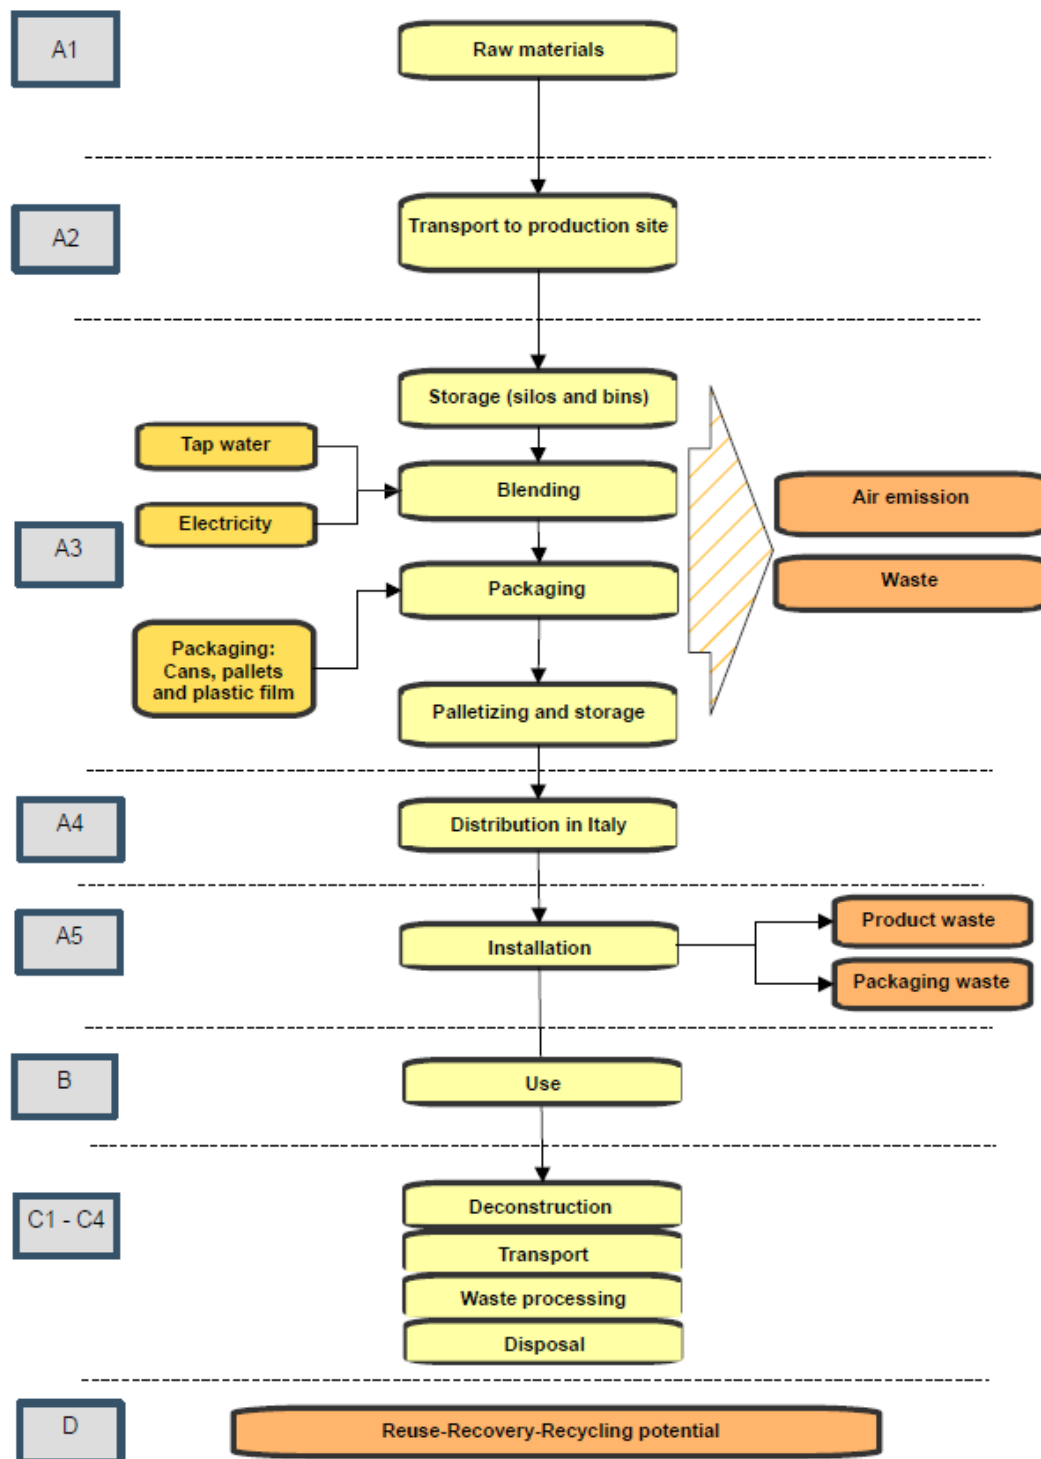 A1
Raw materials
A2
Transport to production site
Storage (silos and bins)
Tap water
Blending
Air emission
Electricity
A3
Waste
Packaging
Packaging:
Cans, pallets
and plastic film
Palletizing and storage
A4
Distribution in Italy
A5
Installation
Product waste
Packaging waste
B
Use
C1 - C4
Deconstruction
Transport
Waste processing
Disposal
D
Reuse-Recovery-Recycling potential